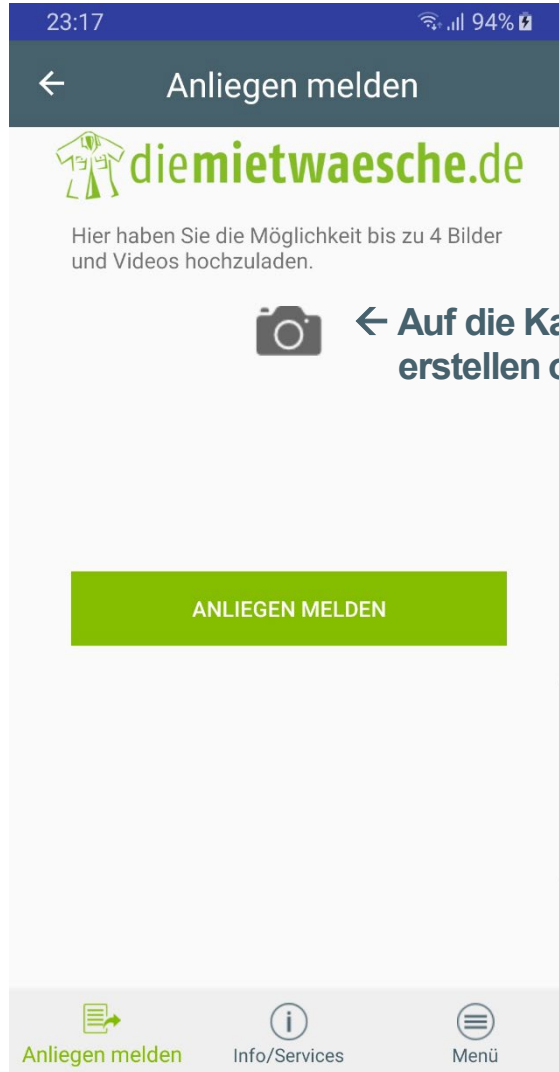 23:17
94%
Anliegen melden
diemietwaesche.de
Hier haben Sie die Möglichkeit bis zu 4 Bilder
und Videos hochzuladen.
← Auf die
erstellen
ANLIEGEN MELDEN
Anliegen melden
Info/Services
Menü